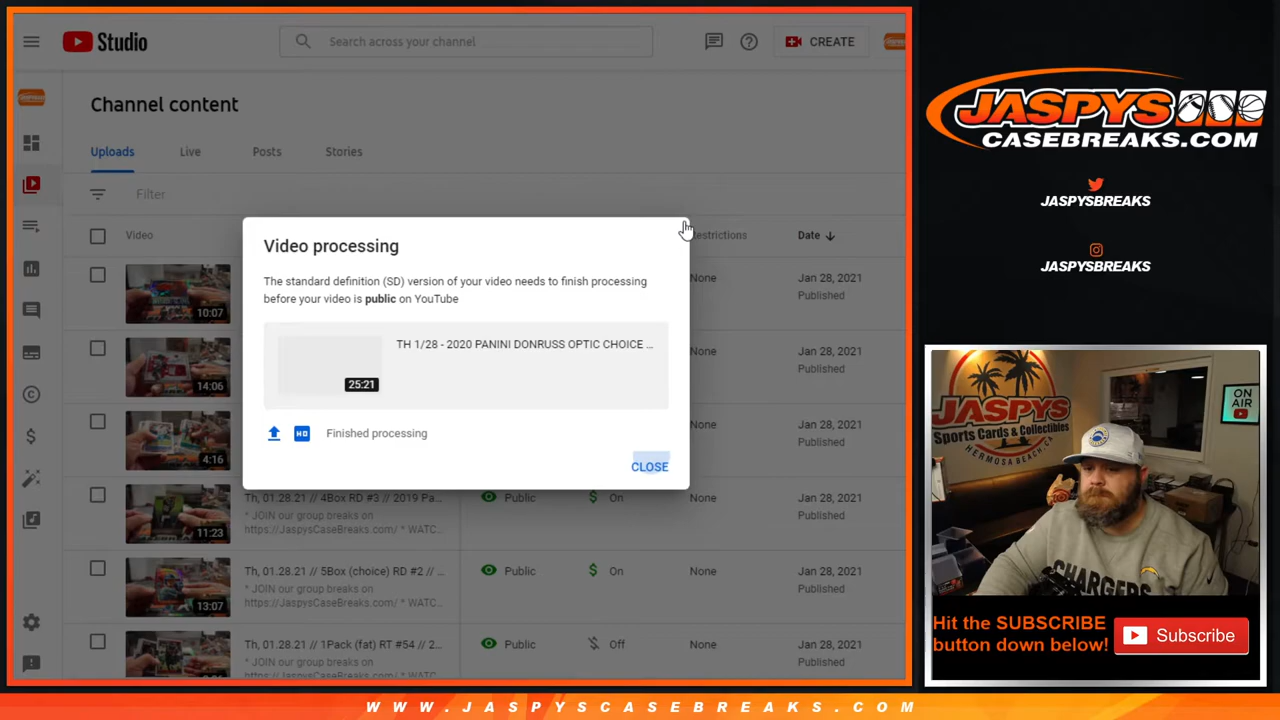 Studio
Search across your channel
CREATE
Channel content
Uploads
Live
Posts
Stories
Filter
Video
Restrictions
Date
10:07
None
Jan 28, 2021
Published
14:06
None
Jan 28, 2021
Published
4:16
None
Jan 28, 2021
Published
Video processing
The standard definition (SD) version of your video needs to finish processing
before your video is public on YouTube
TH 1/28 - 2020 PANINI DONRUSS OPTIC CHOICE ...
25:21
HD
Finished processing
CLOSE
11:23
Th, 01.28.21 // 4Box RD #3 // 2019 Pa...
* JOIN our group breaks on
https://JaspysCaseBreaks.com/ * WATC...
Public
On
None
Jan 28, 2021
Published
13:07
Th, 01.28.21 // 5Box (choice) RD #2 // ...
* JOIN our group breaks on
https://JaspysCaseBreaks.com/ * WATC...
Public
On
None
Jan 28, 2021
Published
Th, 01.28.21 // 1Pack (fat) RT #54 // 2...
* JOIN our group breaks on
Public
Off
None
Jan 28, 2021
Published
JASPYS
CASEBREAKS.COM
JASPYSBREAKS
JASPYSBREAKS
JASPYS
Sports Cards & Collectibles
HERMOSA BEACH, CA
ON
AIR
CHARGERS
Hit the SUBSCRIBE
button down below!
Subscribe
WWW.JASPYSCASEBREAKS.COM